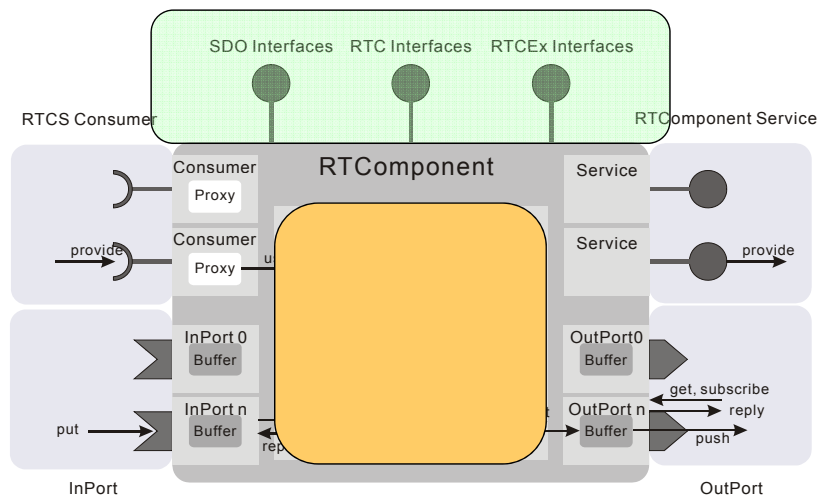 SDO Interfaces RTC Interfaces RTCEx Interfaces
RTCS Consumer
RTComponent Service
RTComponent
Consumer
Proxy
Service
Consumer
Proxy
Service
provide
provide
InPort 0
Buffer
OutPort0
Buffer
InPort n
Buffer
OutPort n
Buffer
put
get, subscribe
reply
push
InPort
OutPort